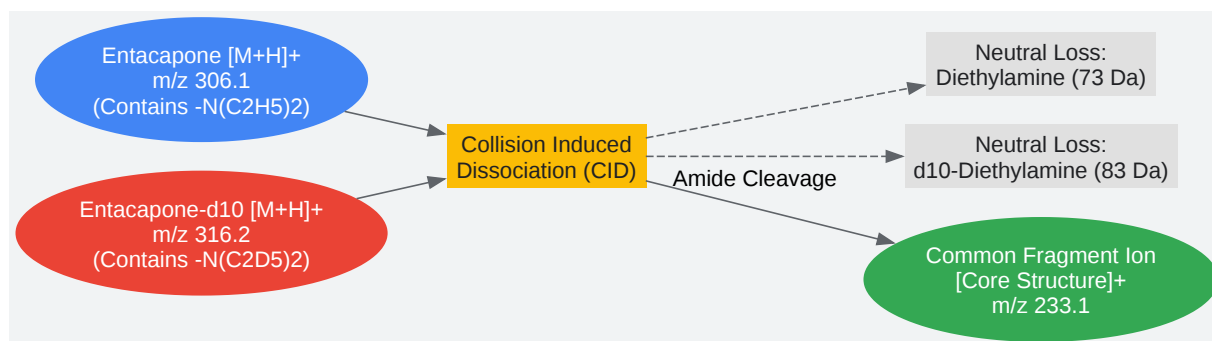 Entacapone [M+H]+
m/z 306.1
(Contains -N(C2H5)2)
Entacapone-d10 [M+H]+
m/z 316.2
(Contains -N(C2D5)2)
Collision Induced
Dissociation (CID)
Amide Cleavage
Neutral Loss:
Diethylamine (73 Da)
Neutral Loss:
d10-Diethylamine (83 Da)
Common Fragment Ion
[Core Structure]+
m/z 233.1